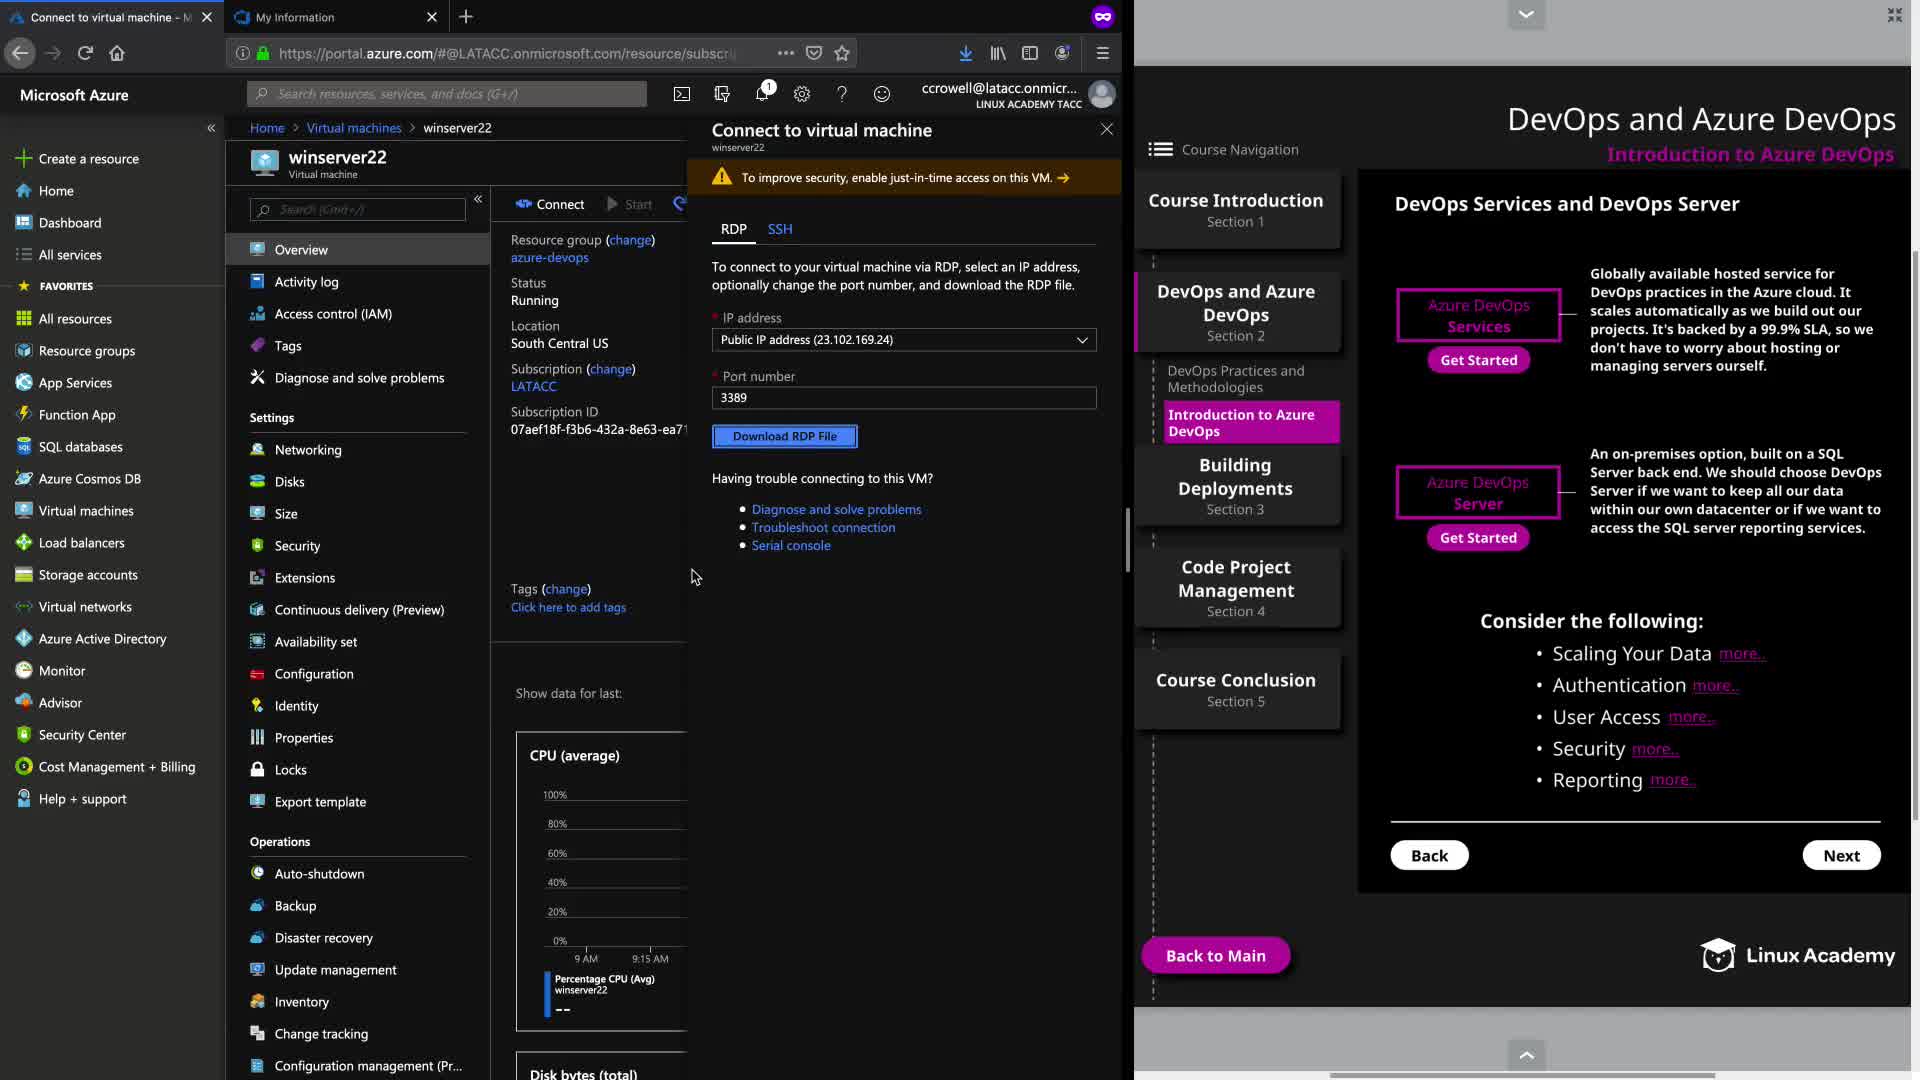 Connect to virtual machine - M
My Information
https://portal.azure.com/#@LATACC.onmicrosoft.com/resource/subscri
Microsoft Azure
Search resources, services, and docs (G+/)
1
ccrowell@latacc.onmicr...
LINUX ACADEMY TACC
Create a resource
Home
Dashboard
All services
FAVORITES
All resources
Resource groups
App Services
Function App
SQL databases
Azure Cosmos DB
Virtual machines
Load balancers
Storage accounts
Virtual networks
Azure Active Directory
Monitor
Advisor
Security Center
Cost Management + Billing
Help + support
Home > Virtual machines > winserver22
winserver22
Virtual machine
Search (Cmd+/)
Overview
Activity log
Access control (IAM)
Tags
Diagnose and solve problems
Settings
Networking
Disks
Size
Security
Extensions
Continuous delivery (Preview)
Availability set
Configuration
Identity
Properties
Locks
Export template
Operations
Auto-shutdown
Backup
Disaster recovery
Update management
Inventory
Change tracking
Configuration management (Pr...
Connect
Start
Resource group (change)
azure-devops
Status
Running
Location
South Central US
Subscription (change)
LATACC
Subscription ID
07aef18f-f3b6-432a-8e63-ea71
Tags (change)
Click here to add tags
Show data for last:
CPU (average)
100%
80%
60%
40%
20%
0%
9 AM
9:15 AM
Percentage CPU (Avg)
winserver22
--
Disk bytes (total)
Connect to virtual machine
winserver22
To improve security, enable just-in-time access on this VM. →
RDP
SSH
To connect to your virtual machine via RDP, select an IP address,
optionally change the port number, and download the RDP file.
* IP address
Public IP address (23.102.169.24)
* Port number
3389
Download RDP File
Having trouble connecting to this VM?
• Diagnose and solve problems
• Troubleshoot connection
• Serial console
DevOps and Azure DevOps
Introduction to Azure DevOps
Course Navigation
Course Introduction
Section 1
DevOps and Azure
DevOps
Section 2
DevOps Practices and
Methodologies
Introduction to Azure
DevOps
Building
Deployments
Section 3
Code Project
Management
Section 4
Course Conclusion
Section 5
Back to Main
DevOps Services and DevOps Server
Azure DevOps
Services
Get Started
Globally available hosted service for
DevOps practices in the Azure cloud. It
scales automatically as we build out our
projects. It's backed by a 99.9% SLA, so we
don't have to worry about hosting or
managing servers ourself.
Azure DevOps
Server
Get Started
An on-premises option, built on a SQL
Server back end. We should choose DevOps
Server if we want to keep all our data
within our own datacenter or if we want to
access the SQL server reporting services.
Consider the following:
• Scaling Your Data more..
• Authentication more..
• User Access more..
• Security more..
• Reporting more..
Back
Next
Linux Academy